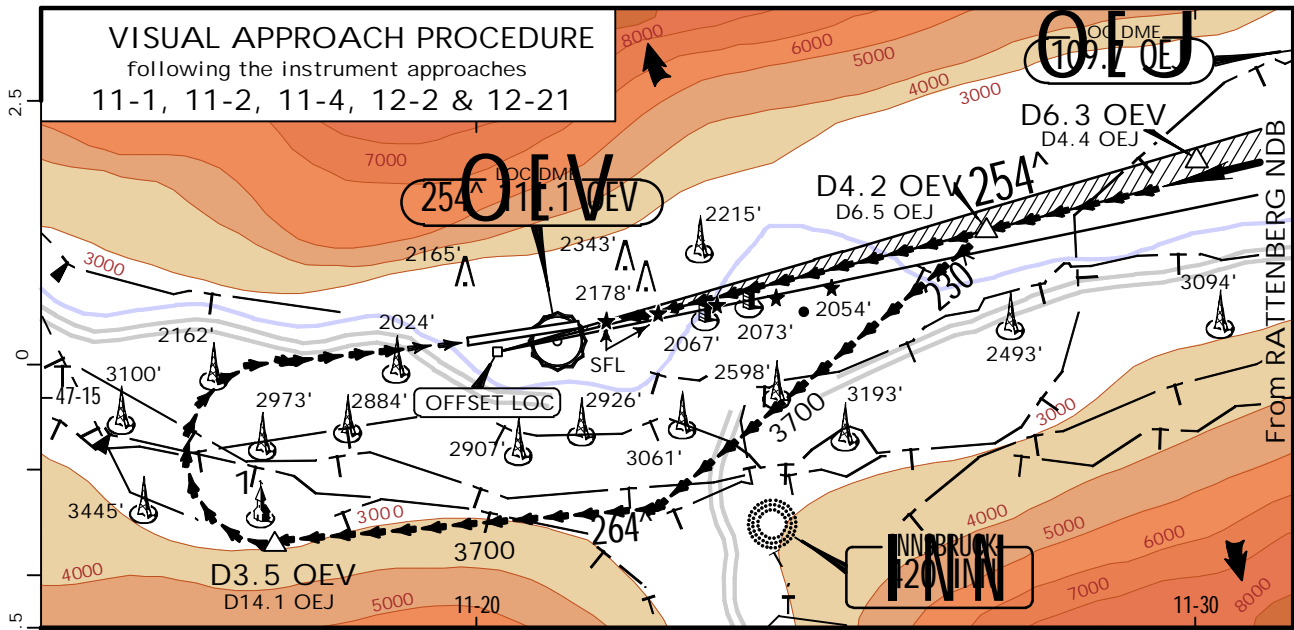 VISUAL APPROACH PROCEDURE
following the instrument approaches
11-1, 11-2, 11-4, 12-2 & 12-21
8000
6000
5000
4000
3000
7000
OEJ
LOC DME
109.7 OEJ
D6.3 OEV
D4.4 OEJ
OEV
LOC DME
254^ 111.1 OEV
D4.2 OEV
D6.5 OEJ
254^
2.5
2215'
2343'
2165'
3000
2178'
230^
2054'
2073'
2067'
3094'
2493'
2162'
2024'
SFL
0
2598'
3100'
47-15
2973'
2884'
OFFSET LOC
2926'
2907'
3061'
3700
3193'
3000
From RATTENBERG NDB
3445'
3000
264^
3700
INN
INNSBRUCK
420 INN
4000
5000
6000
7000
8000
D3.5 OEV
D14.1 OEJ
4000
5000
11-20
11-30
.5